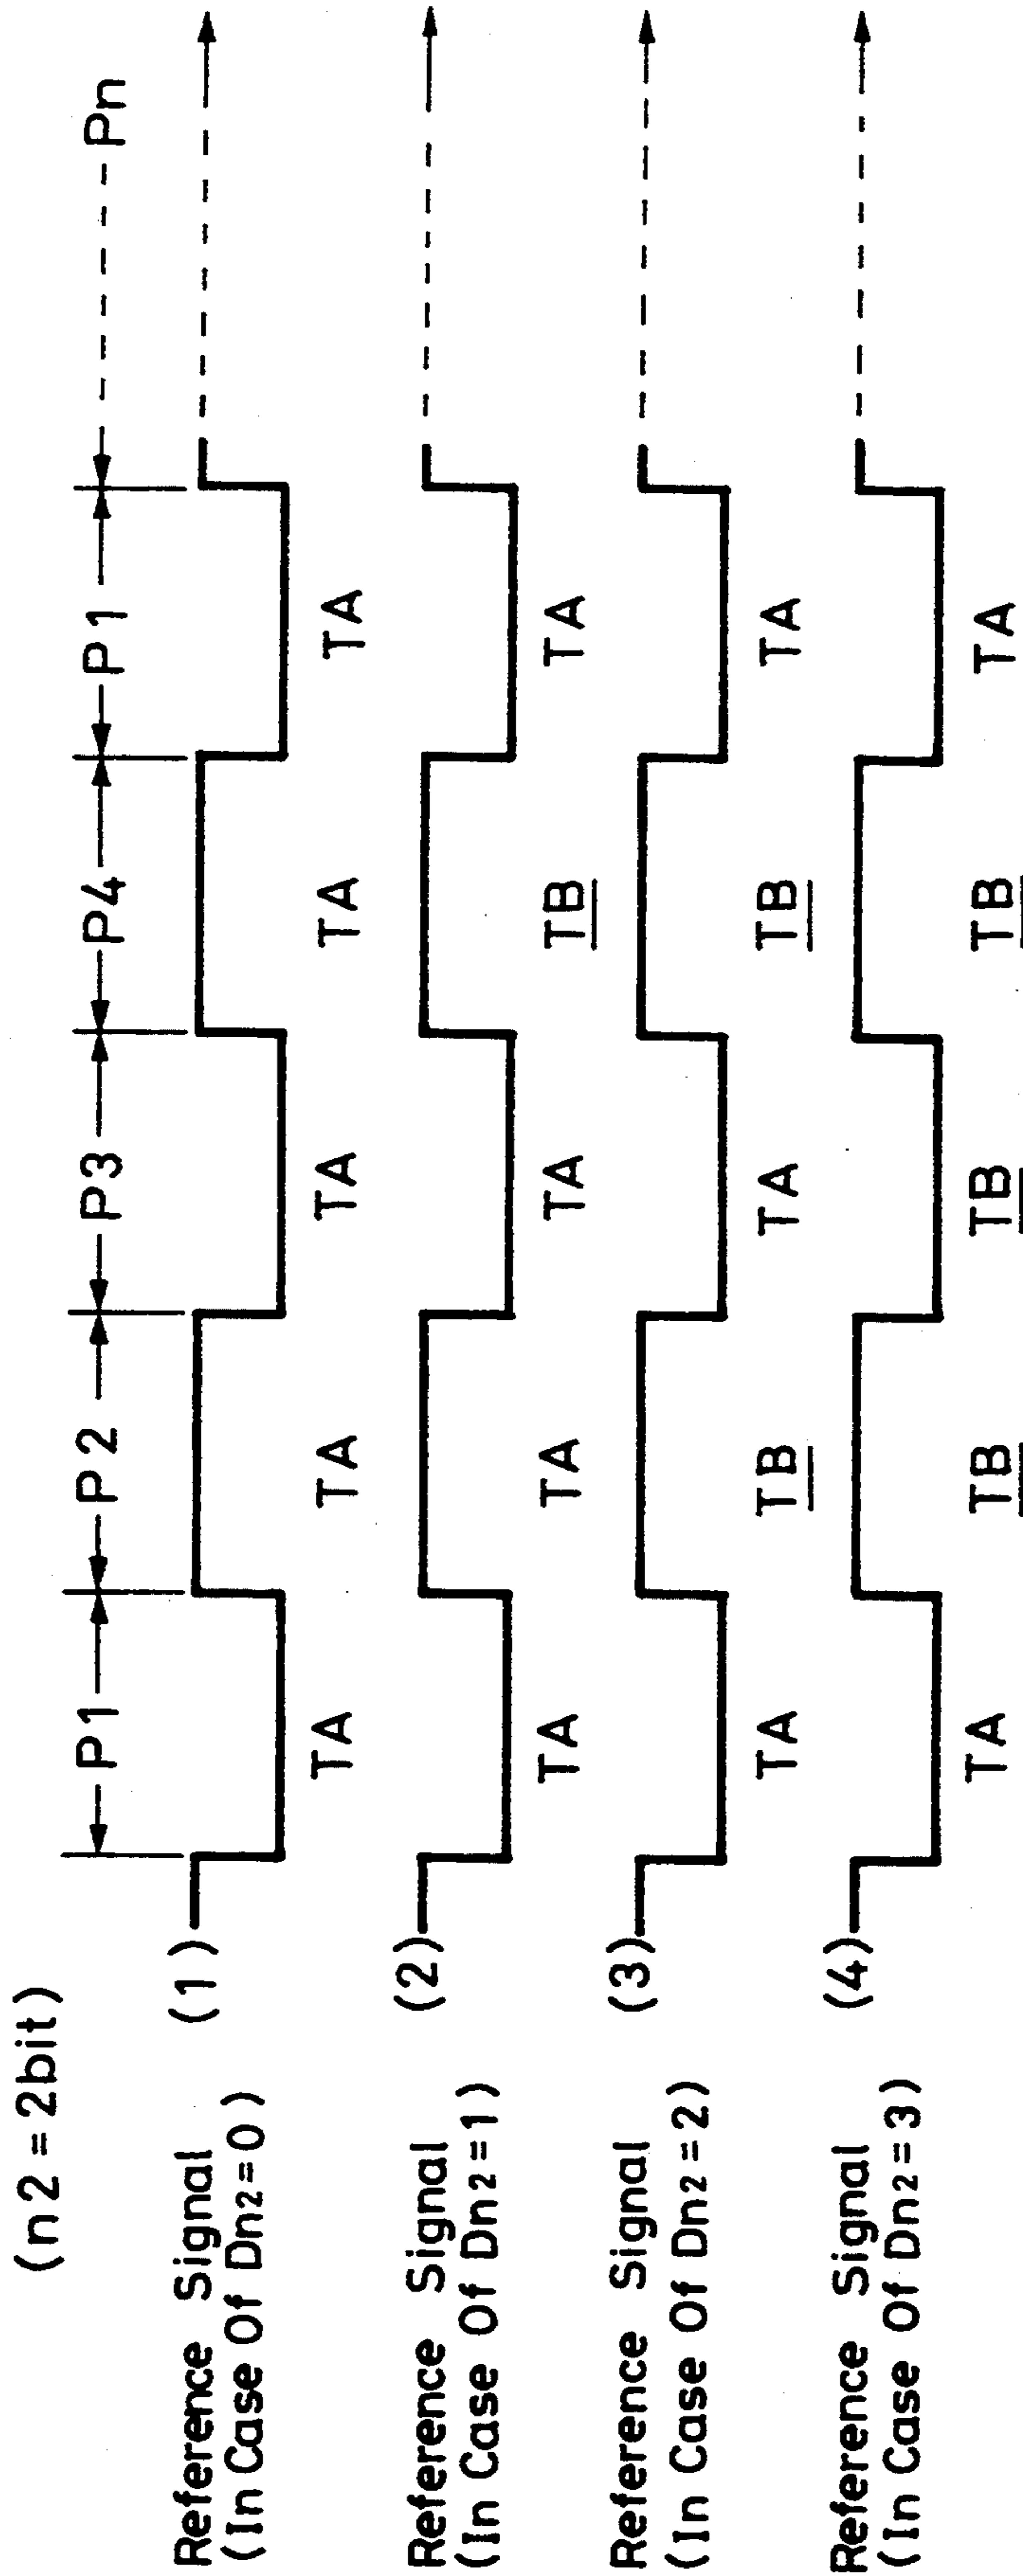 (n2=2bit)
P1 P2 P3 P4 P1 Pn
Reference Signal (1)
(In Case Of Dn2=0)
TA TA TA TA TA
Reference Signal (2)
(In Case Of Dn2=1)
TA TA TA TB TA
Reference Signal (3)
(In Case Of Dn2=2)
TA TB TA TB TA
Reference Signal (4)
(In Case Of Dn2=3)
TA TB TB TB TA